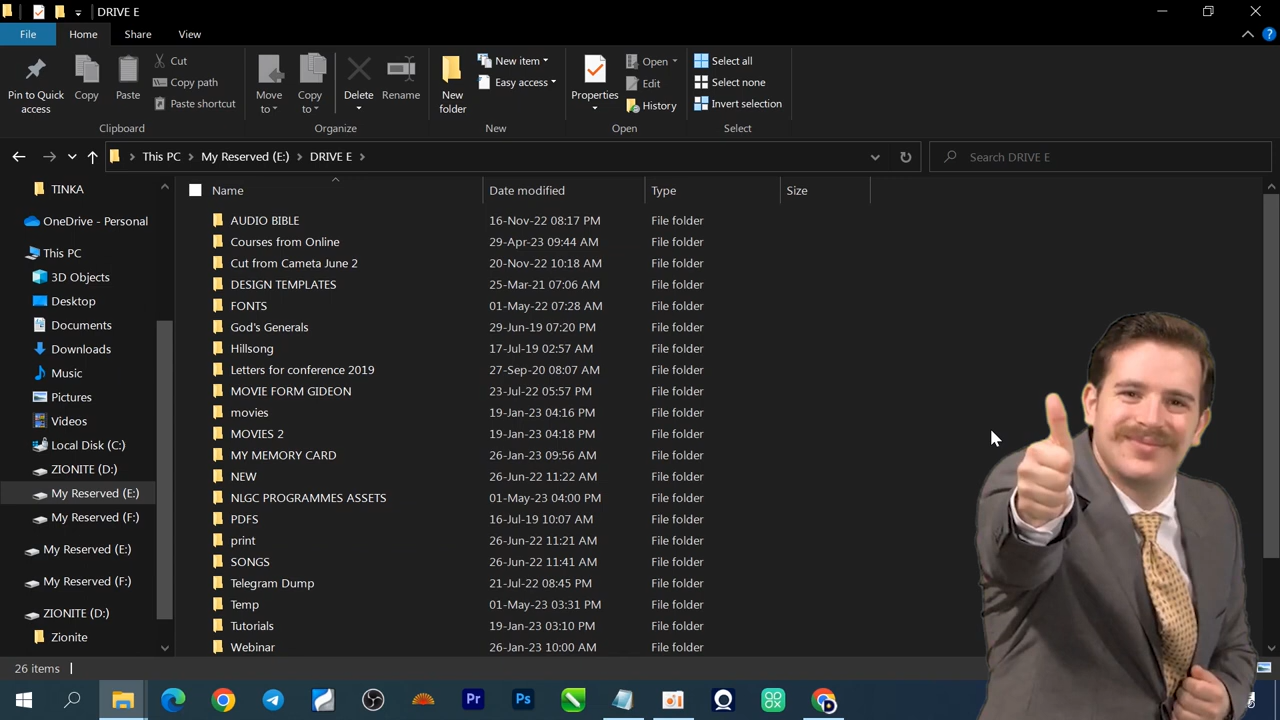 DRIVE E
File Home Share View
Pin to Quick access
Copy
Paste
Cut
Copy path
Paste shortcut
Clipboard
Move to
Copy to
Delete
Rename
Organize
New folder
New item
Easy access
New
Properties
Open
Edit
History
Open
Select all
Select none
Invert selection
Select
This PC > My Reserved (E:) > DRIVE E >
Search DRIVE E
TINKA
OneDrive - Personal
This PC
3D Objects
Desktop
Documents
Downloads
Music
Pictures
Videos
Local Disk (C:)
ZIONITE (D:)
My Reserved (E:)
My Reserved (F:)
My Reserved (E:)
My Reserved (F:)
ZIONITE (D:)
Zionite
Name Date modified Type Size
AUDIO BIBLE 16-Nov-22 08:17 PM File folder
Courses from Online 29-Apr-23 09:44 AM File folder
Cut from Cameta June 2 20-Nov-22 10:18 AM File folder
DESIGN TEMPLATES 25-Mar-21 07:06 AM File folder
FONTS 01-May-22 07:28 AM File folder
God's Generals 29-Jun-19 07:20 PM File folder
Hillsong 17-Jul-19 02:57 AM File folder
Letters for conference 2019 27-Sep-20 08:07 AM File folder
MOVIE FORM GIDEON 23-Jul-22 05:57 PM File folder
movies 19-Jan-23 04:16 PM File folder
MOVIES 2 19-Jan-23 04:18 PM File folder
MY MEMORY CARD 26-Jan-23 09:56 AM File folder
NEW 26-Jun-22 11:22 AM File folder
NLGC PROGRAMMES ASSETS 01-May-23 04:00 PM File folder
PDFS 16-Jul-19 10:07 AM File folder
print 26-Jun-22 11:21 AM File folder
SONGS 26-Jun-22 11:41 AM File folder
Telegram Dump 21-Jul-22 08:45 PM File folder
Temp 01-May-23 03:31 PM File folder
Tutorials 19-Jan-23 03:10 PM File folder
Webinar 26-Jan-23 10:00 AM File folder
26 items
Pr
Ps